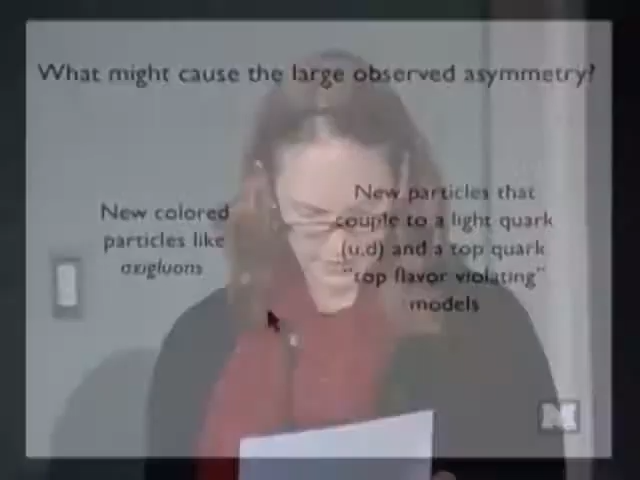 What might cause the large observed asymmetry?
New colored
particles like
axigluons
New particles that
couple to a light quark
(u,d) and a top quark
"top flavor violating"
models
M